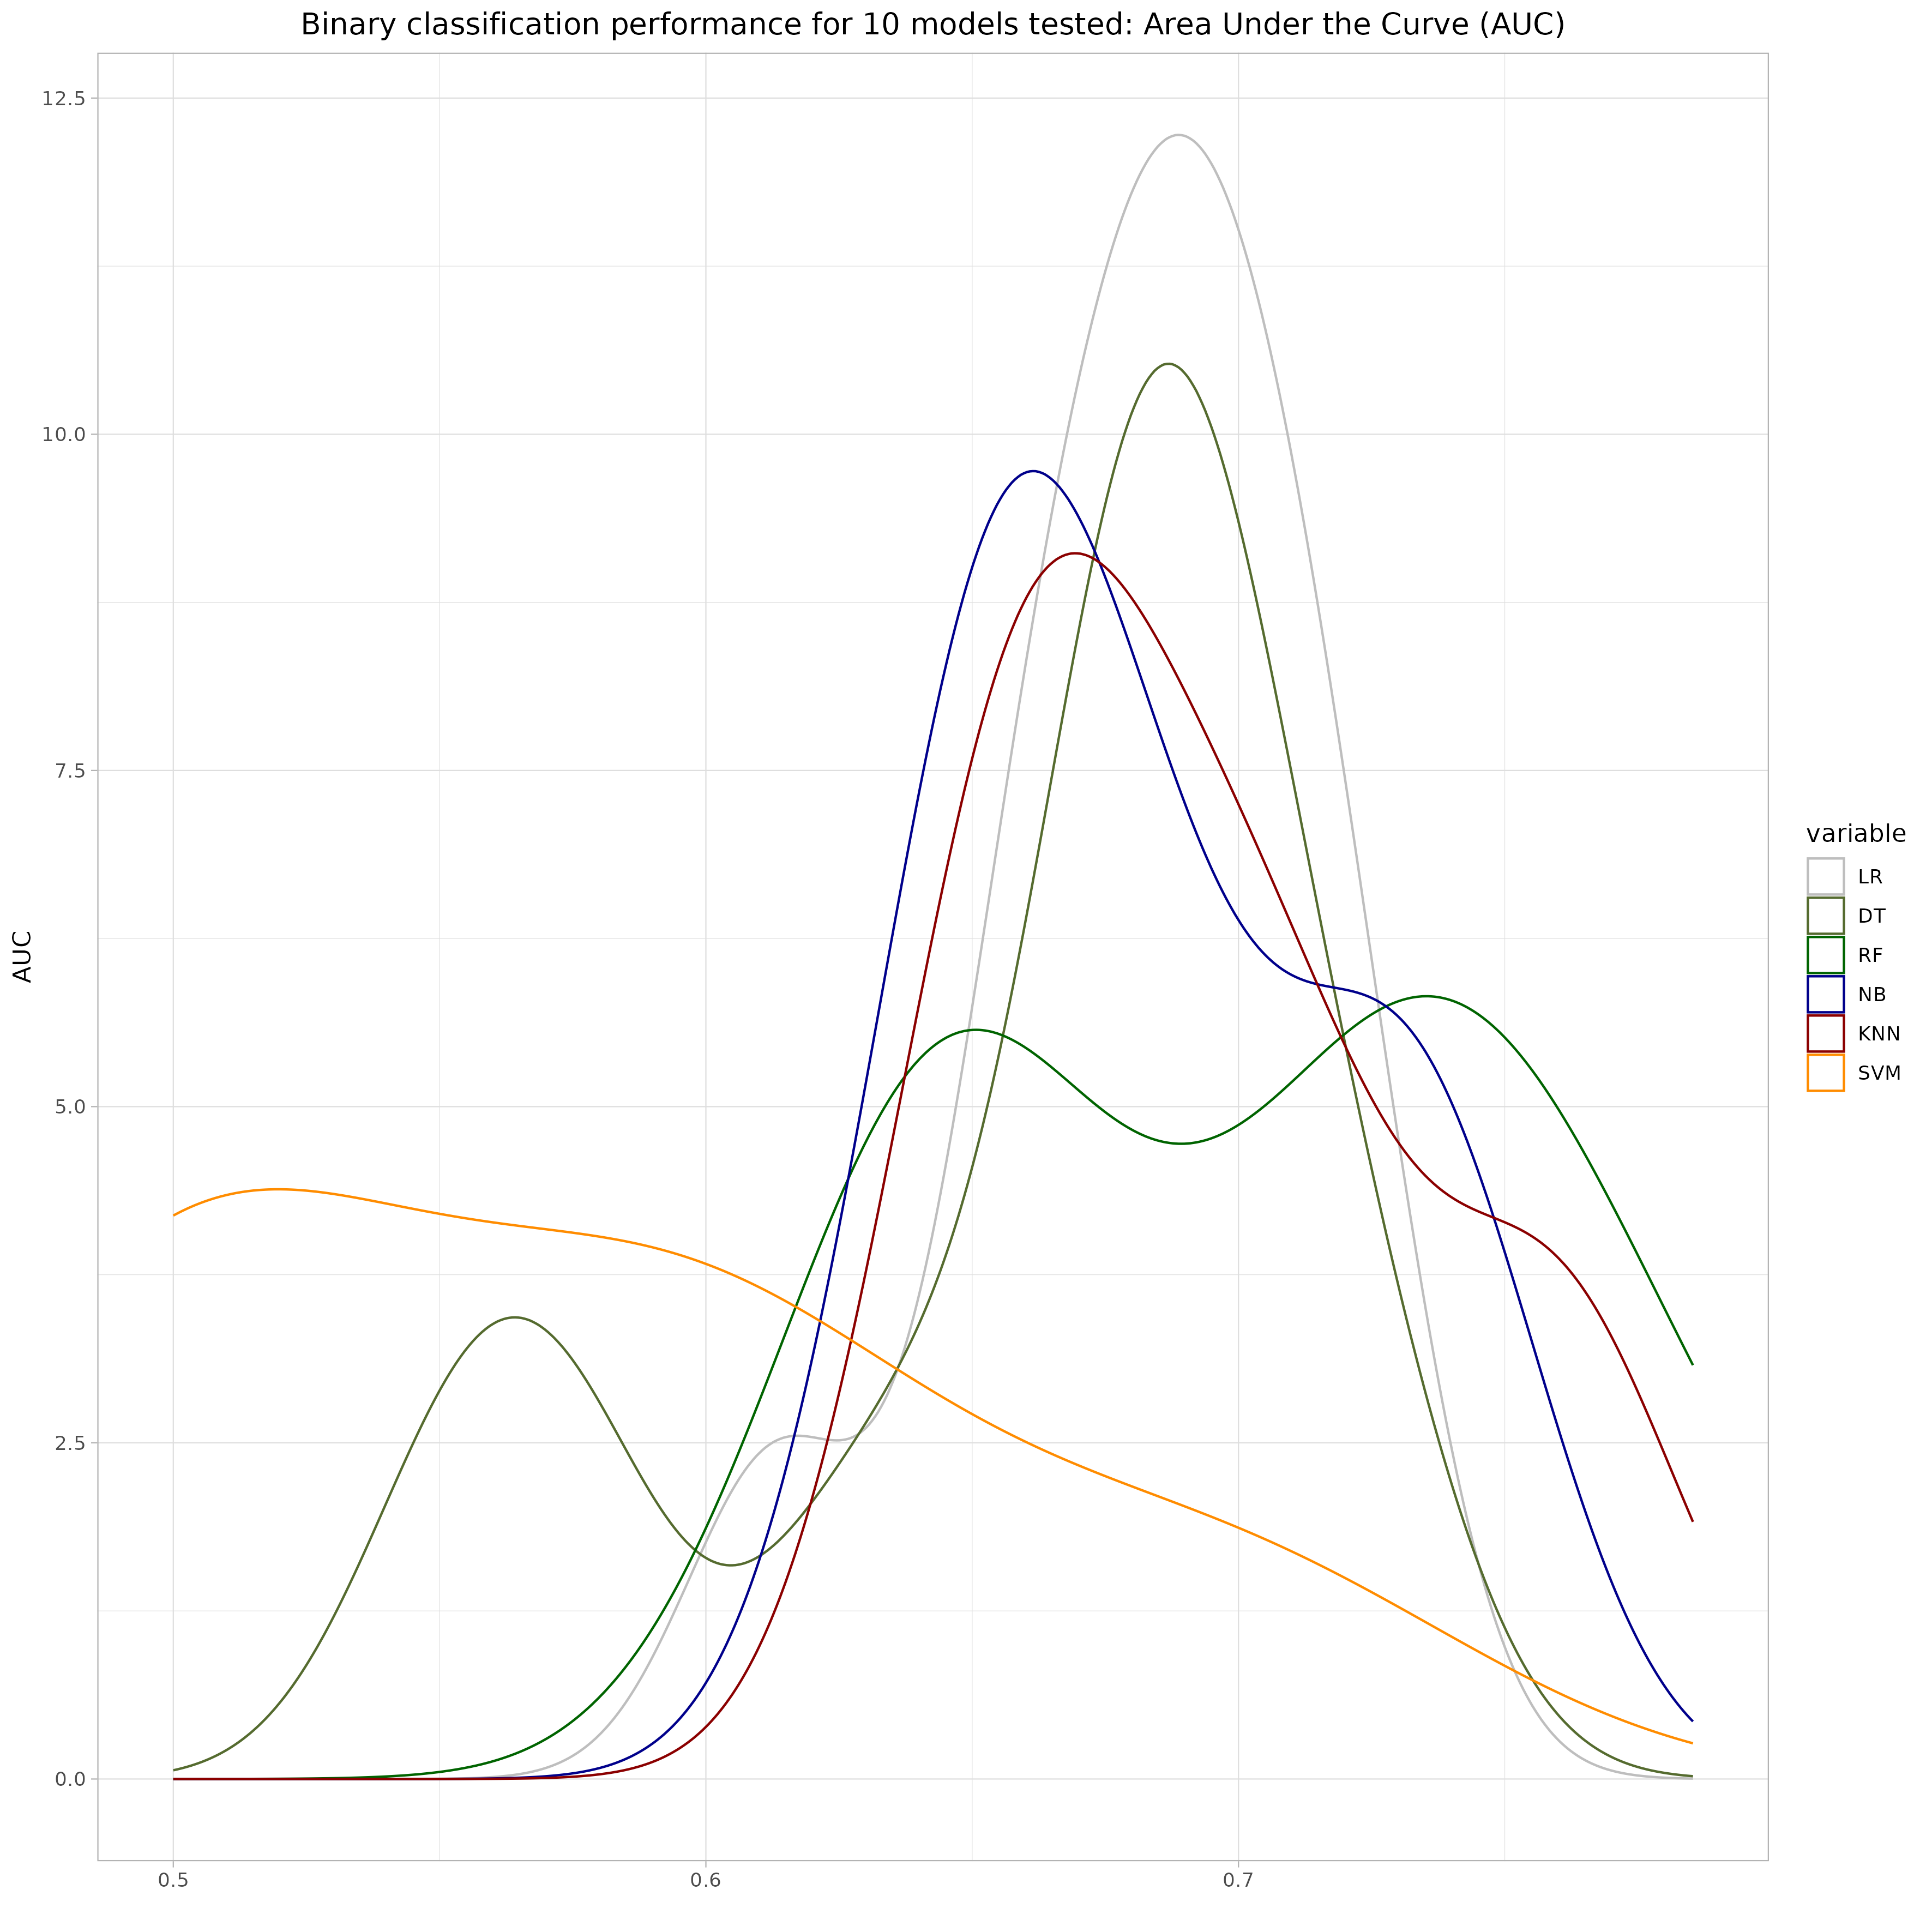 Binary classification performance for 10 models tested: Area Under the Curve (AUC)
12.5
10.0
7.5
5.0
2.5
0.0
AUC
0.5
0.6
0.7
variable
LR
DT
RF
NB
KNN
SVM